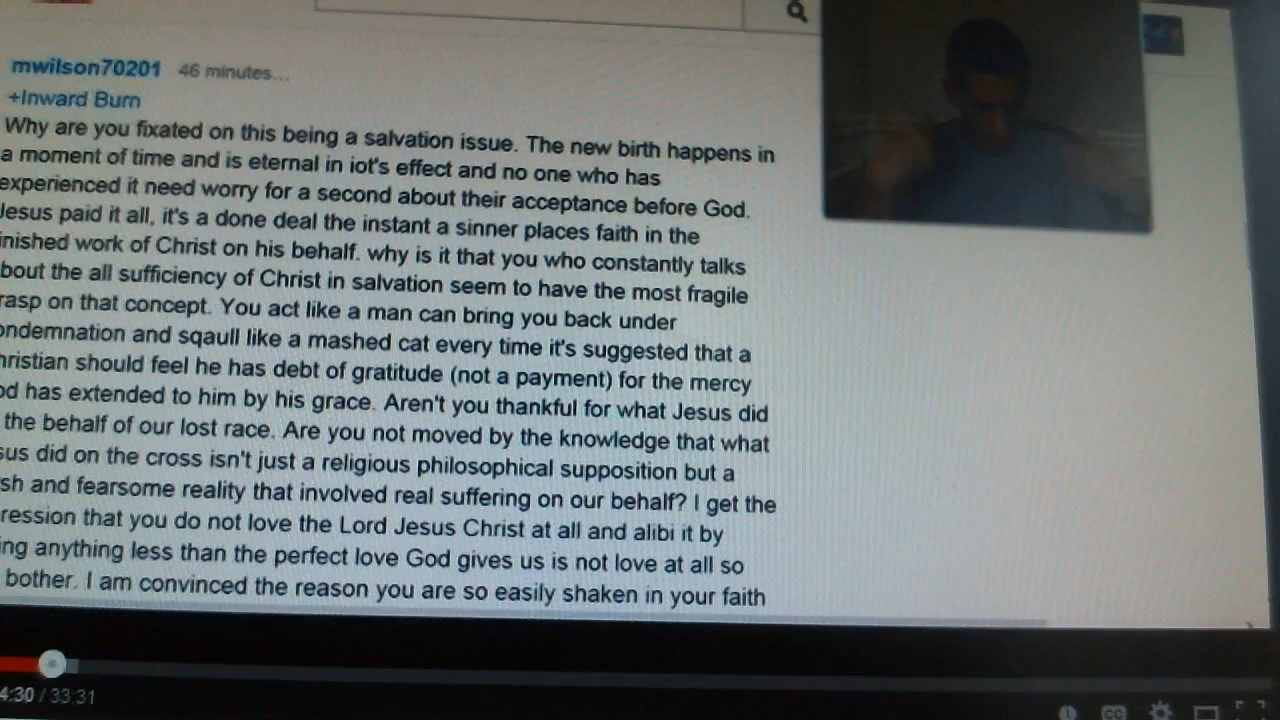 mwilson70201 46 minutes...
+Inward Burn
Why are you fixated on this being a salvation issue. The new birth happens in
a moment of time and is eternal in iot's effect and no one who has
experienced it need worry for a second about their acceptance before God.
Jesus paid it all, it's a done deal the instant a sinner places faith in the
inished work of Christ on his behalf. why is it that you who constantly talks
bout the all sufficiency of Christ in salvation seem to have the most fragile
rasp on that concept. You act like a man can bring you back under
ondemnation and sqaull like a mashed cat every time it's suggested that a
hristian should feel he has debt of gratitude (not a payment) for the mercy
od has extended to him by his grace. Aren't you thankful for what Jesus did
the behalf of our lost race. Are you not moved by the knowledge that what
sus did on the cross isn't just a religious philosophical supposition but a
sh and fearsome reality that involved real suffering on our behalf? I get the
ression that you do not love the Lord Jesus Christ at all and alibi it by
ing anything less than the perfect love God gives us is not love at all so
bother. I am convinced the reason you are so easily shaken in your faith
4:30 / 33:31
CC